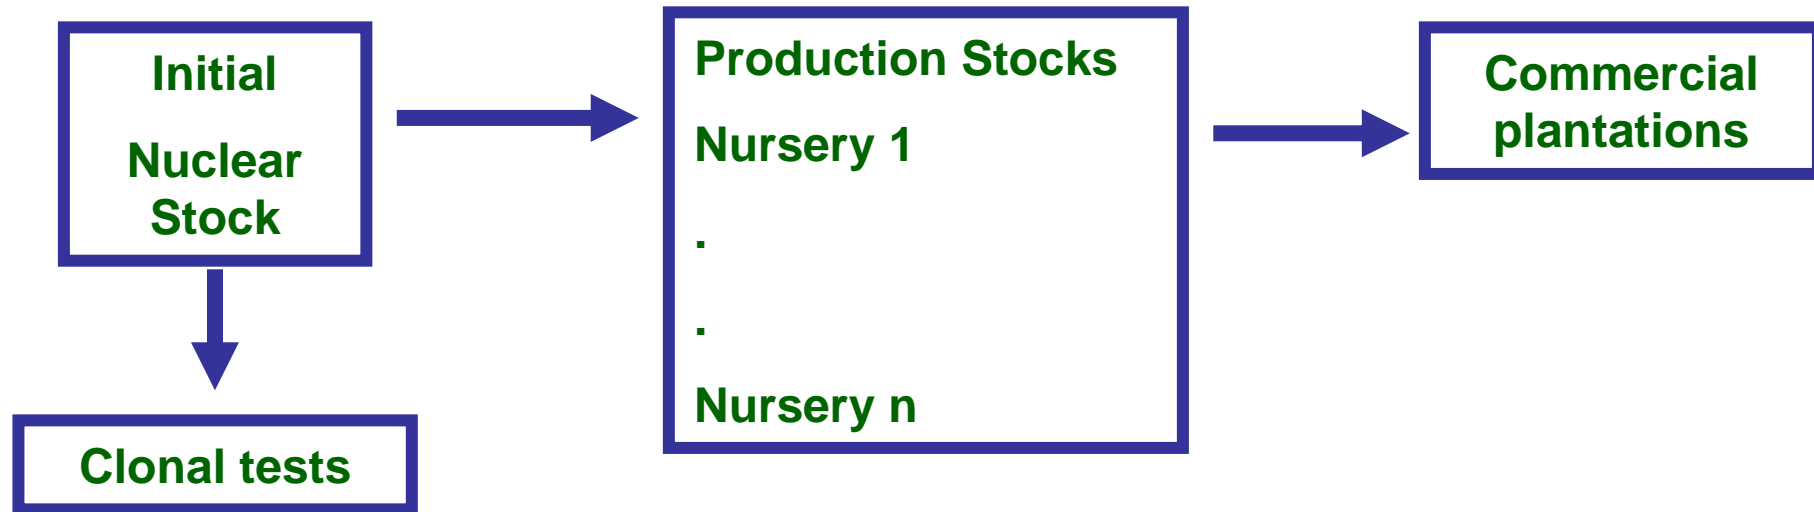 Initial
Nuclear
Stock
Clonal tests
Production Stocks
Nursery 1
.
.
Nursery n
Commercial
plantations